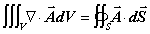 ∭_V ∇· A⃗ dV = ∯_S A⃗ · dS⃗